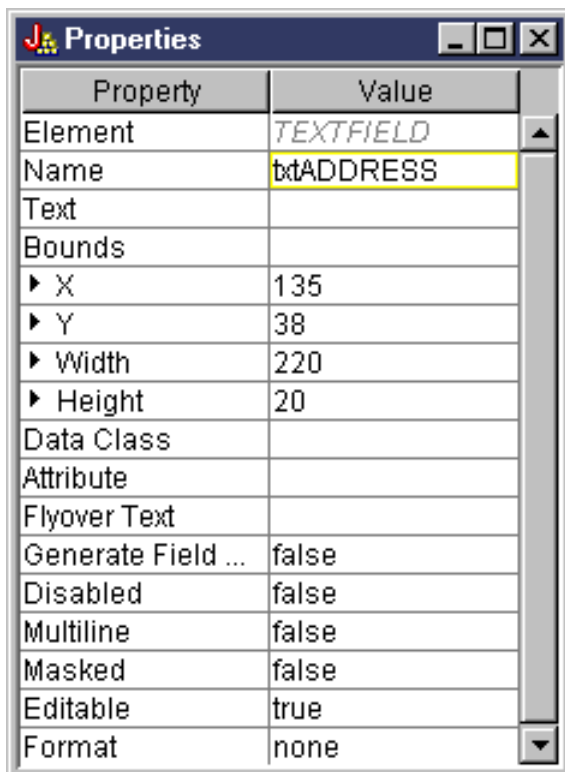 Properties
Property Value
Element TEXTFIELD
Name txtADDRESS
Text
Bounds
X 135
Y 38
Width 220
Height 20
Data Class
Attribute
Flyover Text
Generate Field ... false
Disabled false
Multiline false
Masked false
Editable true
Format none